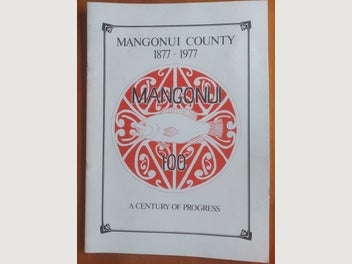 MANGONUI COUNTY
1877 - 1977
MANGONUI
100
A CENTURY OF PROGRESS